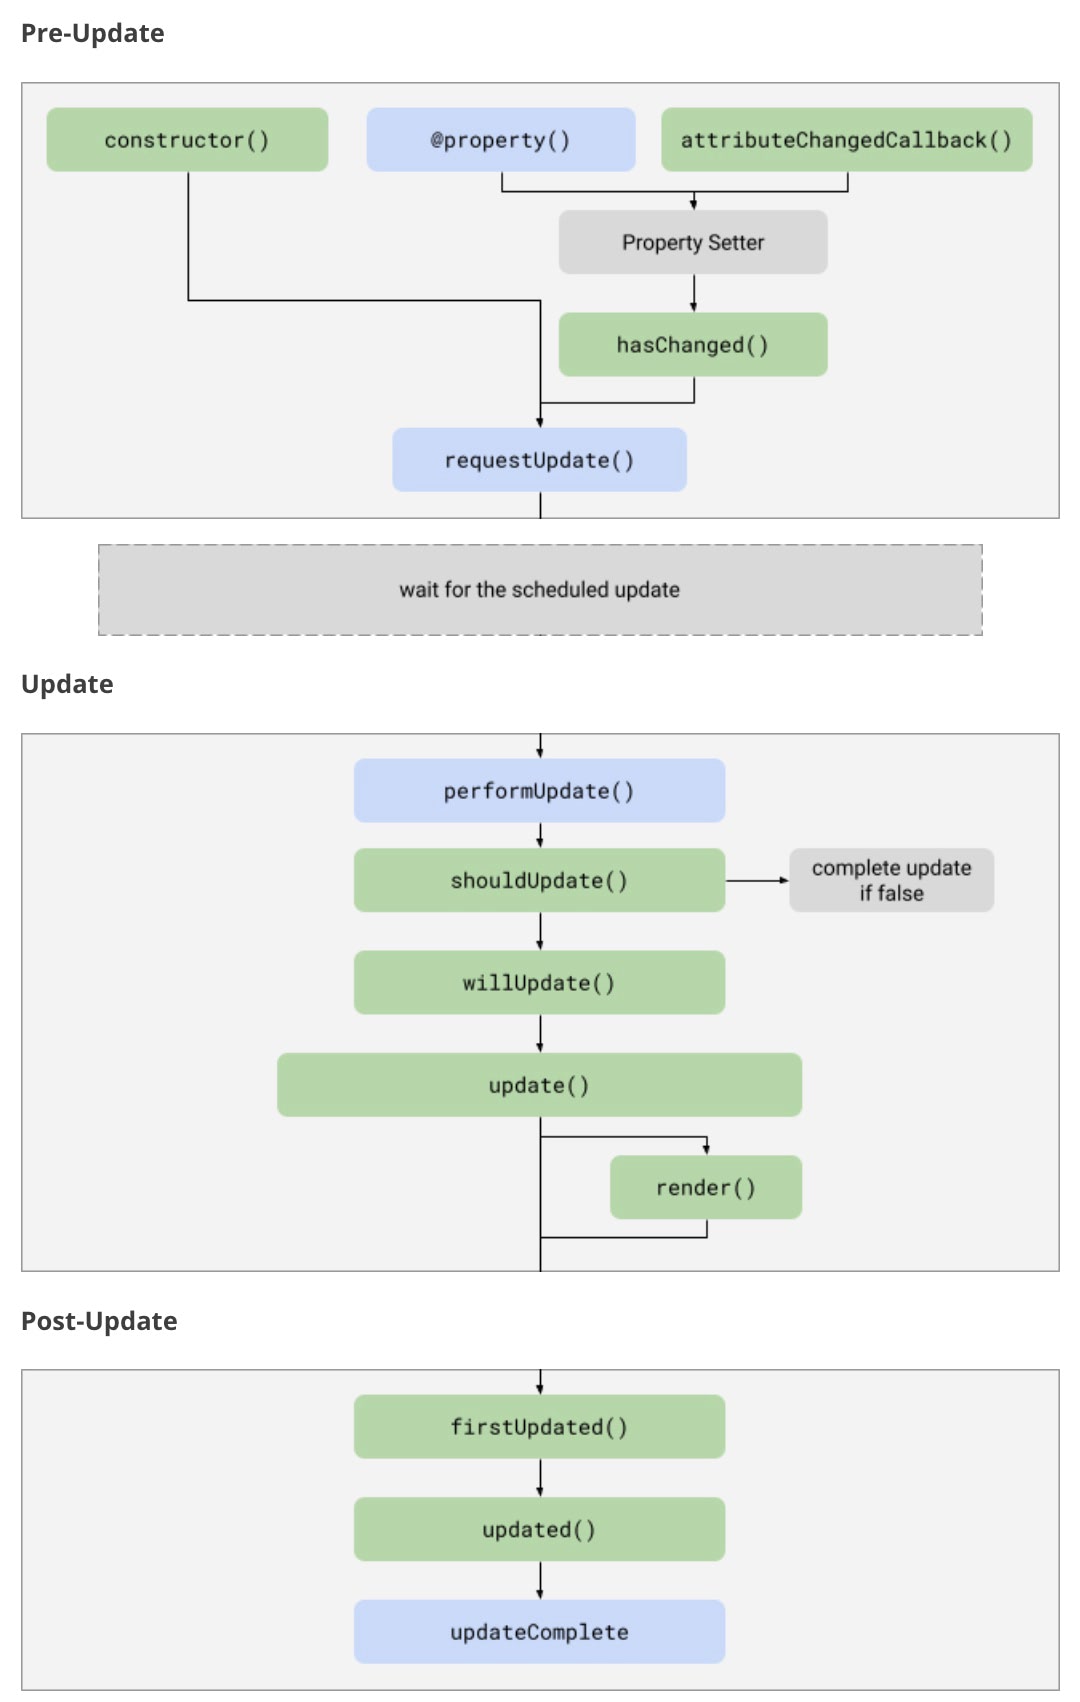 Pre-Update
constructor()
@property()
attributeChangedCallback()
Property Setter
hasChanged()
requestUpdate()
wait for the scheduled update
Update
performUpdate()
shouldUpdate()
complete update
if false
willUpdate()
update()
render()
Post-Update
firstUpdated()
updated()
updateComplete